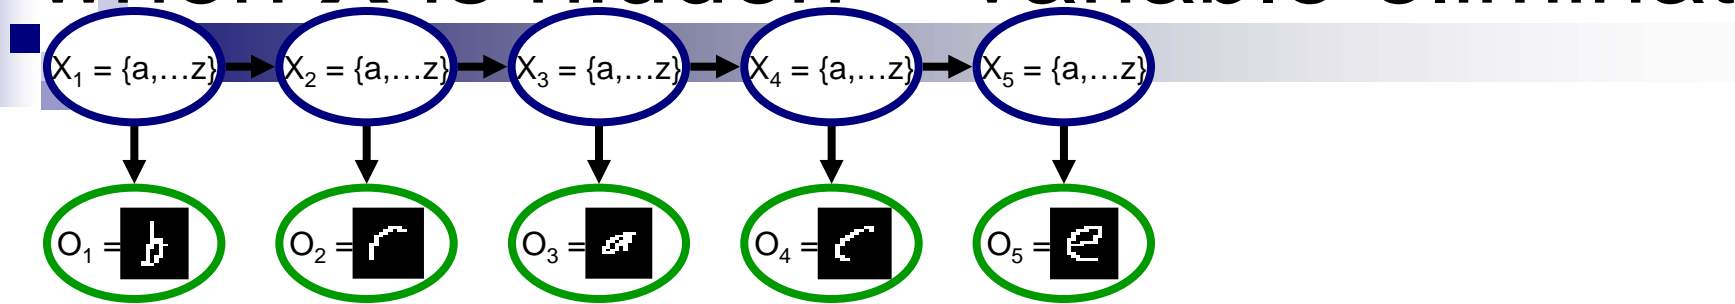 X₁ = {a,…z} X₂ = {a,…z} X₃ = {a,…z} X₄ = {a,…z} X₅ = {a,…z}
O₁ = b O₂ = r O₃ = a O₄ = c O₅ = e